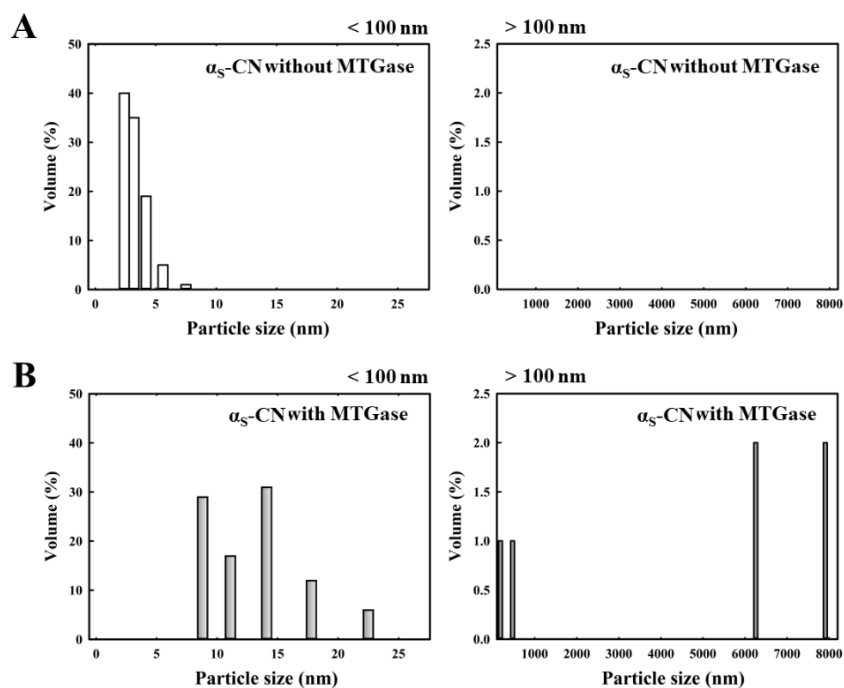 A
< 100 nm
> 100 nm
α_S-CN without MTGase
α_S-CN without MTGase
Volume (%)
50
40
30
20
10
0
0 5 10 15 20 25
Particle size (nm)
Volume (%)
2.5
2.0
1.5
1.0
0.5
0.0
1000 2000 3000 4000 5000 6000 7000 8000
Particle size (nm)
B
< 100 nm
> 100 nm
α_S-CN with MTGase
α_S-CN with MTGase
Volume (%)
50
40
30
20
10
0
0 5 10 15 20 25
Particle size (nm)
Volume (%)
2.5
2.0
1.5
1.0
0.5
0.0
1000 2000 3000 4000 5000 6000 7000 8000
Particle size (nm)